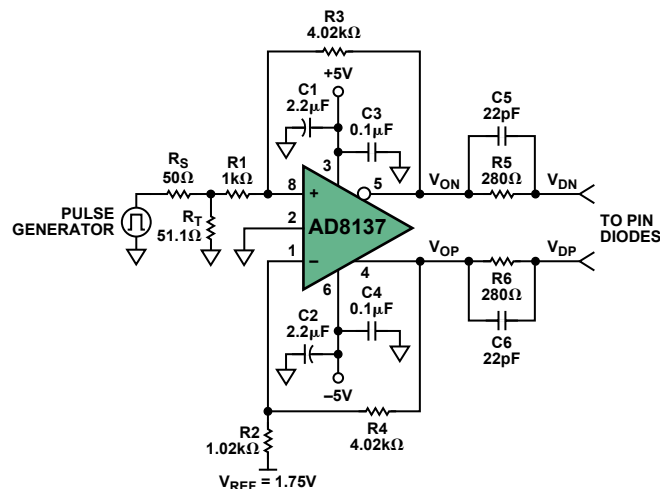 R3
4.02kΩ
+5V
C1
2.2μF
C3
0.1μF
C5
22pF
RS
50Ω
R1
1kΩ
3
8
+
5
VON
R5
280Ω
VDN
PULSE
GENERATOR
RT
51.1Ω
2
AD8137
TO PIN
DIODES
1
–
4
VOP
R6
280Ω
VDP
6
C4
0.1μF
C2
2.2μF
C6
22pF
–5V
R2
1.02kΩ
R4
4.02kΩ
VREF = 1.75V